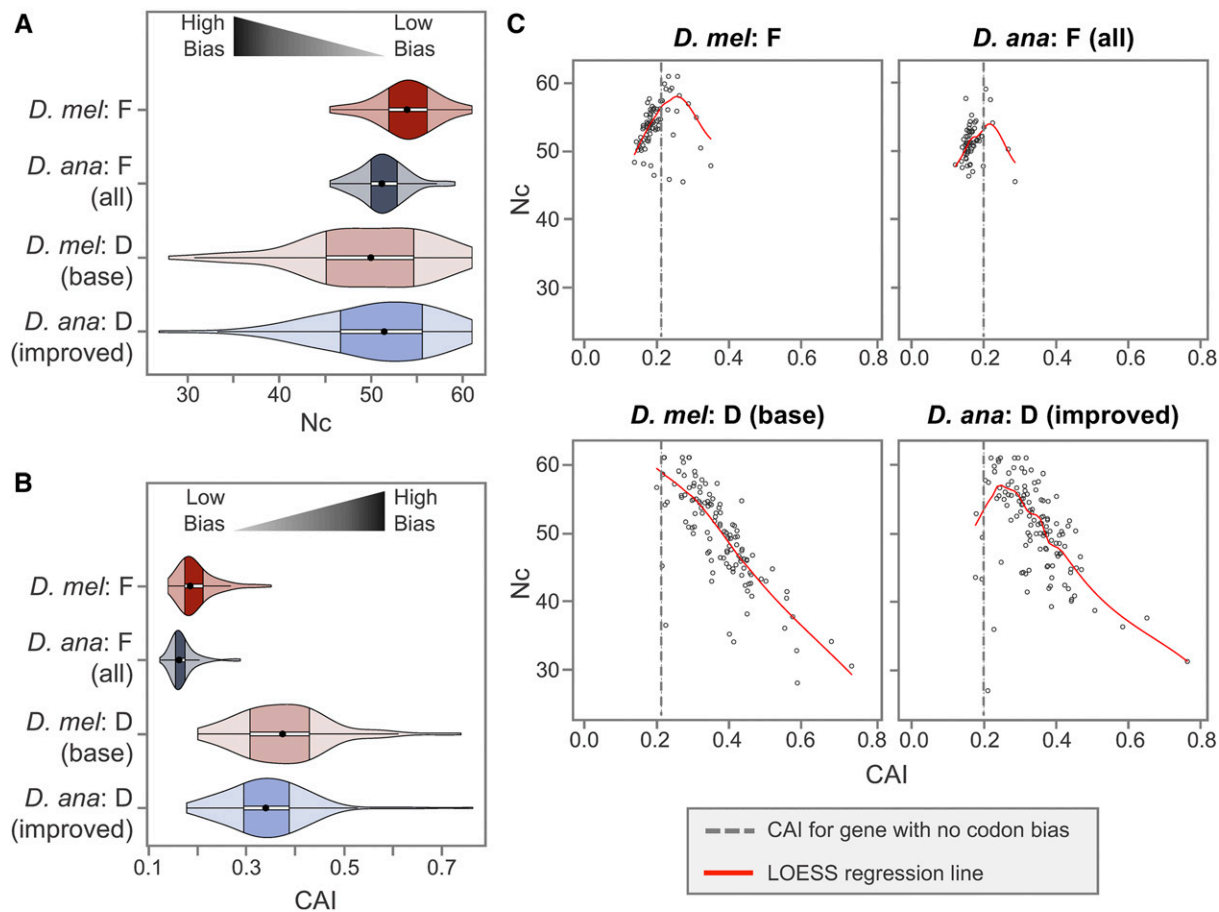 A
High
Bias
Low
Bias
D. mel: F
D. ana: F
(all)
D. mel: D
(base)
D. ana: D
(improved)
30
40
50
60
Nc
B
Low
Bias
High
Bias
D. mel: F
D. ana: F
(all)
D. mel: D
(base)
D. ana: D
(improved)
0.1
0.3
0.5
0.7
CAI
C
D. mel: F
D. ana: F (all)
60
50
40
30
Nc
0.0 0.2 0.4 0.6 0.8
0.0 0.2 0.4 0.6 0.8
D. mel: D (base)
D. ana: D (improved)
60
50
40
30
Nc
0.0 0.2 0.4 0.6 0.8
0.0 0.2 0.4 0.6 0.8
CAI
CAI for gene with no codon bias
LOESS regression line